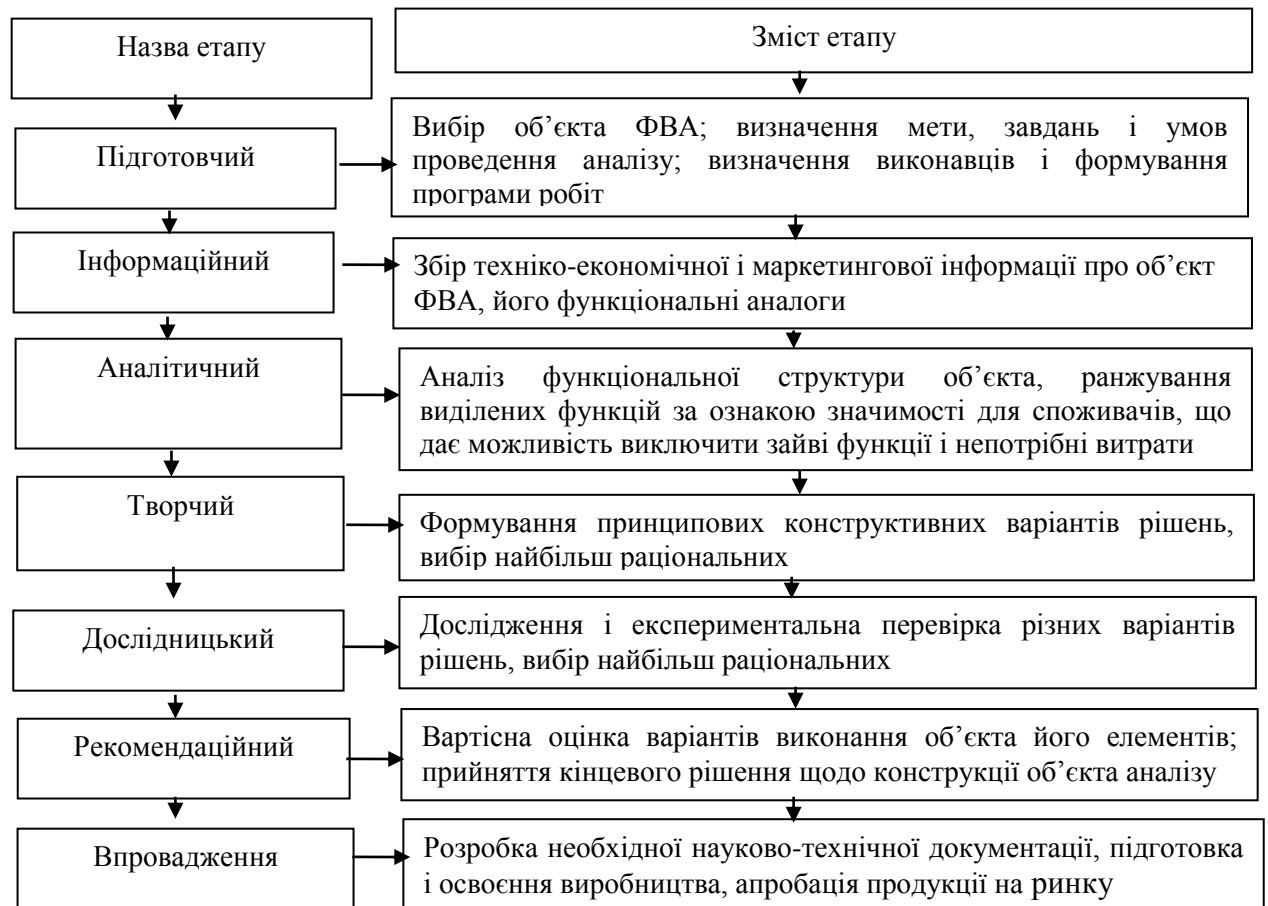 Назва етапу
Зміст етапу
Підготовчий
Вибір об’єкта ФВА; визначення мети, завдань і умов
проведення аналізу; визначення виконавців і формування
програми робіт
Інформаційний
Збір техніко-економічної і маркетингової інформації про об’єкт
ФВА, його функціональні аналоги
Аналітичний
Аналіз функціональної структури об’єкта, ранжування
виділених функцій за ознакою значимості для споживачів, що
дає можливість виключити зайві функції і непотрібні витрати
Творчий
Формування принципових конструктивних варіантів рішень,
вибір найбільш раціональних
Дослідницький
Дослідження і експериментальна перевірка різних варіантів
рішень, вибір найбільш раціональних
Рекомендаційний
Вартісна оцінка варіантів виконання об’єкта його елементів;
прийняття кінцевого рішення щодо конструкції об’єкта аналізу
Впровадження
Розробка необхідної науково-технічної документації, підготовка
і освоєння виробництва, апробація продукції на ринку